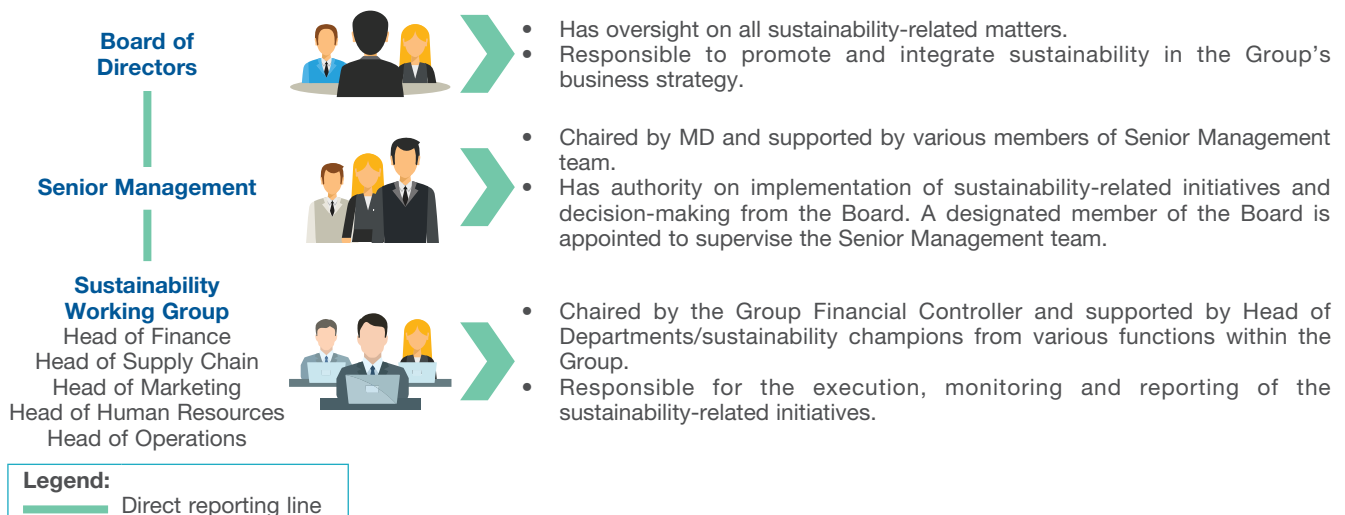 Board of
Directors
• Has oversight on all sustainability-related matters.
• Responsible to promote and integrate sustainability in the Group's
business strategy.
Senior Management
• Chaired by MD and supported by various members of Senior Management
team.
• Has authority on implementation of sustainability-related initiatives and
decision-making from the Board. A designated member of the Board is
appointed to supervise the Senior Management team.
Sustainability
Working Group
Head of Finance
Head of Supply Chain
Head of Marketing
Head of Human Resources
Head of Operations
• Chaired by the Group Financial Controller and supported by Head of
Departments/sustainability champions from various functions within the
Group.
• Responsible for the execution, monitoring and reporting of the
sustainability-related initiatives.
Legend:
Direct reporting line